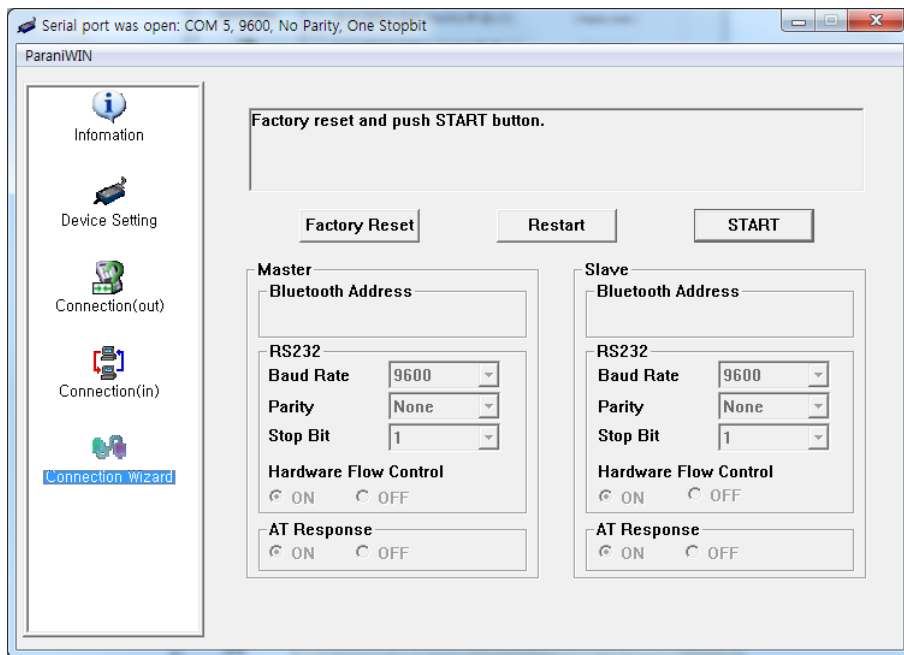 Serial port was open: COM 5, 9600, No Parity, One Stopbit
ParaniWIN
Infomation
Device Setting
Connection(out)
Connection(in)
Connection Wizard
Factory reset and push START button.
Factory Reset
Restart
START
Master
Bluetooth Address
RS232
Baud Rate 9600
Parity None
Stop Bit 1
Hardware Flow Control
ON OFF
AT Response
ON OFF
Slave
Bluetooth Address
RS232
Baud Rate 9600
Parity None
Stop Bit 1
Hardware Flow Control
ON OFF
AT Response
ON OFF